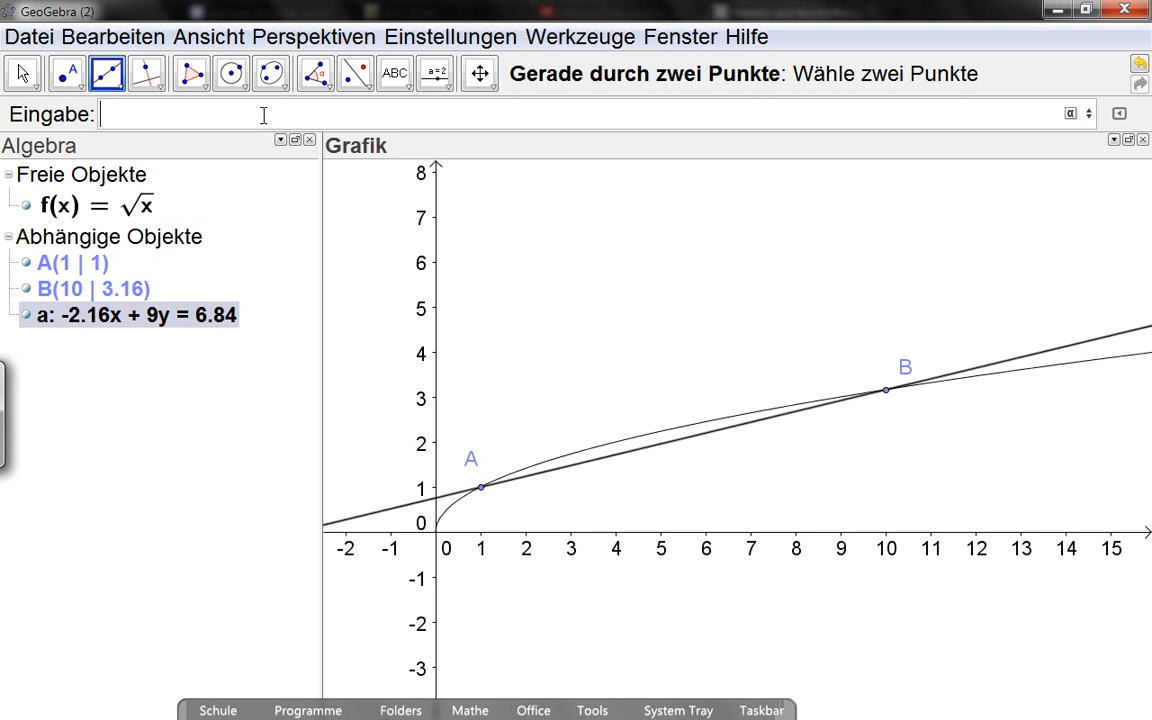 GeoGebra (2)
Datei Bearbeiten Ansicht Perspektiven Einstellungen Werkzeuge Fenster Hilfe
A ABC a=2 Gerade durch zwei Punkte: Wähle zwei Punkte
Eingabe: α
Algebra
Grafik
Freie Objekte
f(x) = √x
Abhängige Objekte
A(1 | 1)
B(10 | 3.16)
a: -2.16x + 9y = 6.84
8
7
6
5
4
3
2
1
0
-1
-2
-3
-2 -1 0 1 2 3 4 5 6 7 8 9 10 11 12 13 14 15
A
B
Schule Programme Folders Mathe Office Tools System Tray Taskbar